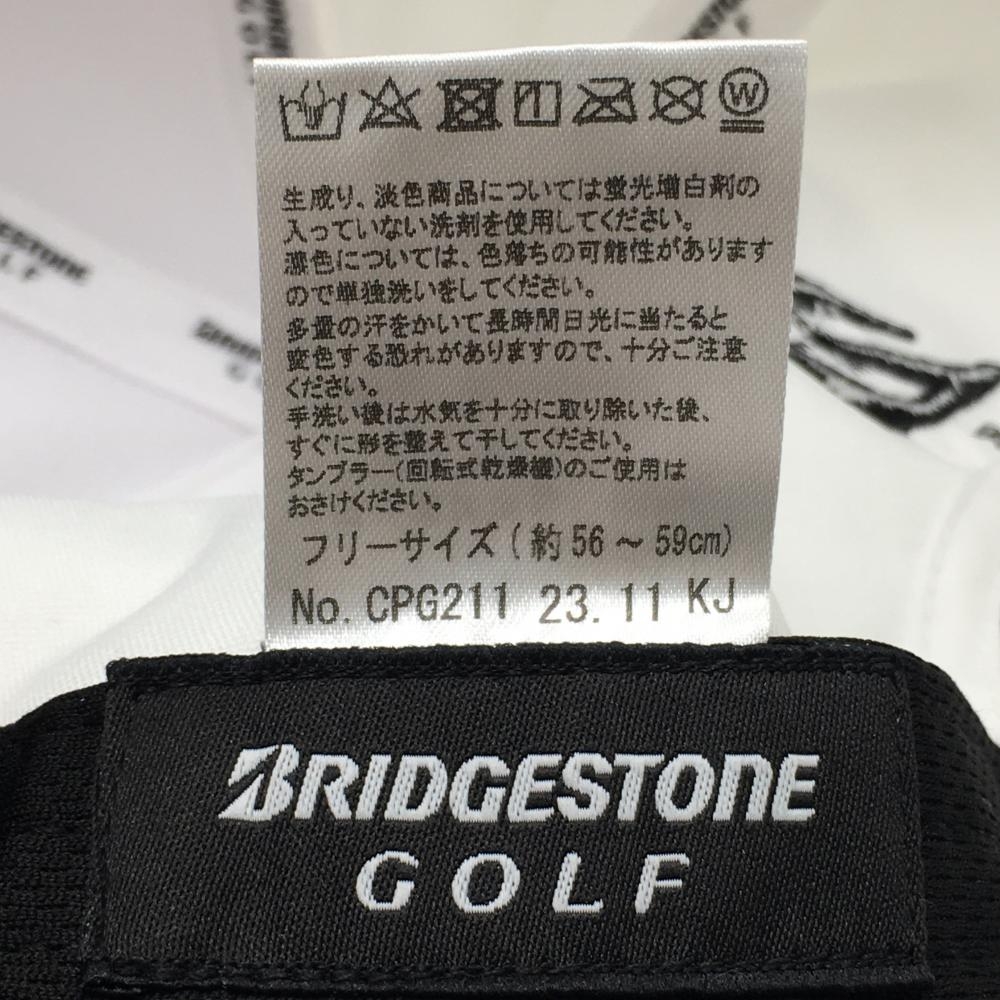 W
生成り、淡色商品については蛍光増白剤の
入っていない洗剤を使用してください。
濃色については、色落ちの可能性があります
ので単独洗いをしてください。
多量の汗をかいて長時間日光に当たると
変色する恐れがありますので、十分ご注意
ください。
手洗い後は水気を十分に取り除いた後、
すぐに形を整えて干してください。
タンブラー(回転式乾燥機)のご使用は
おさけください。
フリーサイズ(約56～59cm)
No. CPG211 23. 11 KJ
BRIDGESTONE
GOLF
ESTONE
GOLF